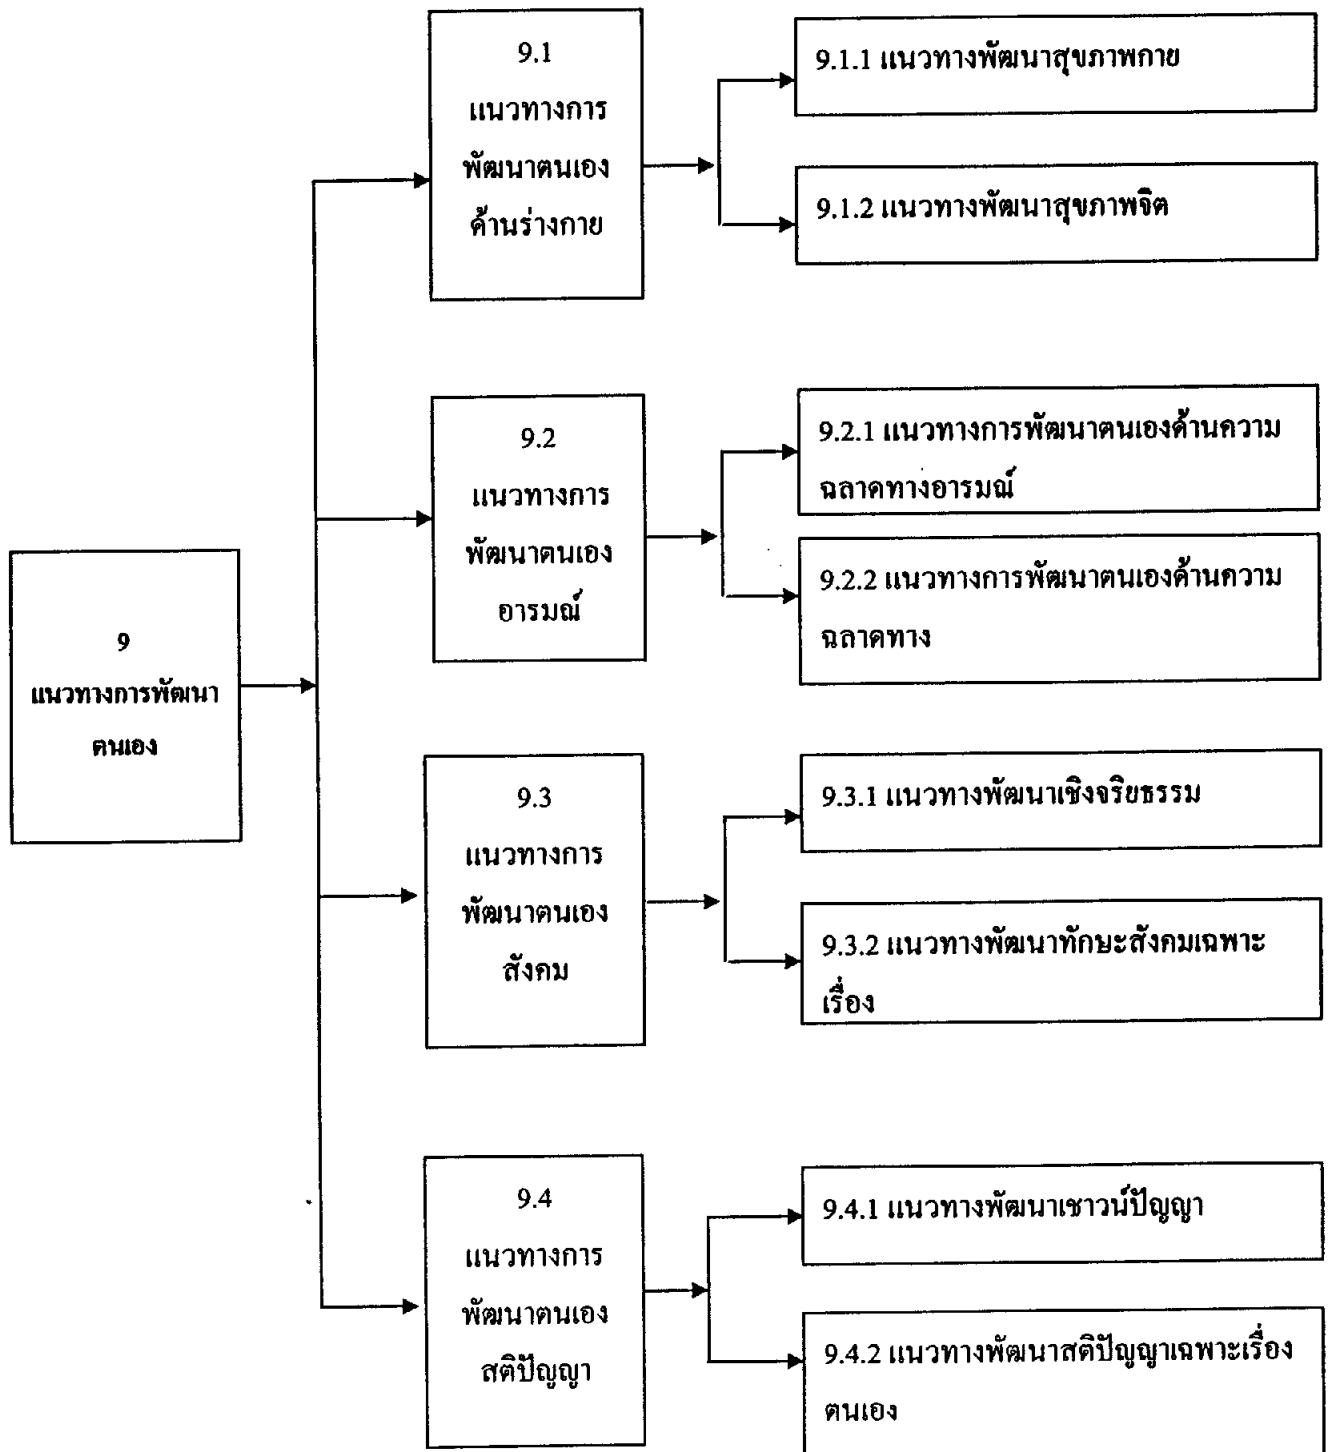 9.1
แนวทางการ
พัฒนาตนเอง
ด้านร่างกาย
9.1.1 แนวทางพัฒนาสุขภาพกาย
9.1.2 แนวทางพัฒนาสุขภาพจิต
9.2
แนวทางการ
พัฒนาตนเอง
อารมณ์
9.2.1 แนวทางการพัฒนาตนเองด้านความ
ฉลาดทางอารมณ์
9.2.2 แนวทางการพัฒนาตนเองด้านความ
ฉลาดทาง
9
แนวทางการพัฒนา
ตนเอง
9.3
แนวทางการ
พัฒนาตนเอง
สังคม
9.3.1 แนวทางพัฒนาเชิงจริยธรรม
9.3.2 แนวทางพัฒนาทักษะสังคมเฉพาะ
เรื่อง
9.4
แนวทางการ
พัฒนาตนเอง
สติปัญญา
9.4.1 แนวทางพัฒนาเชาวน์ปัญญา
9.4.2 แนวทางพัฒนาสติปัญญาเฉพาะเรื่อง
ตนเอง